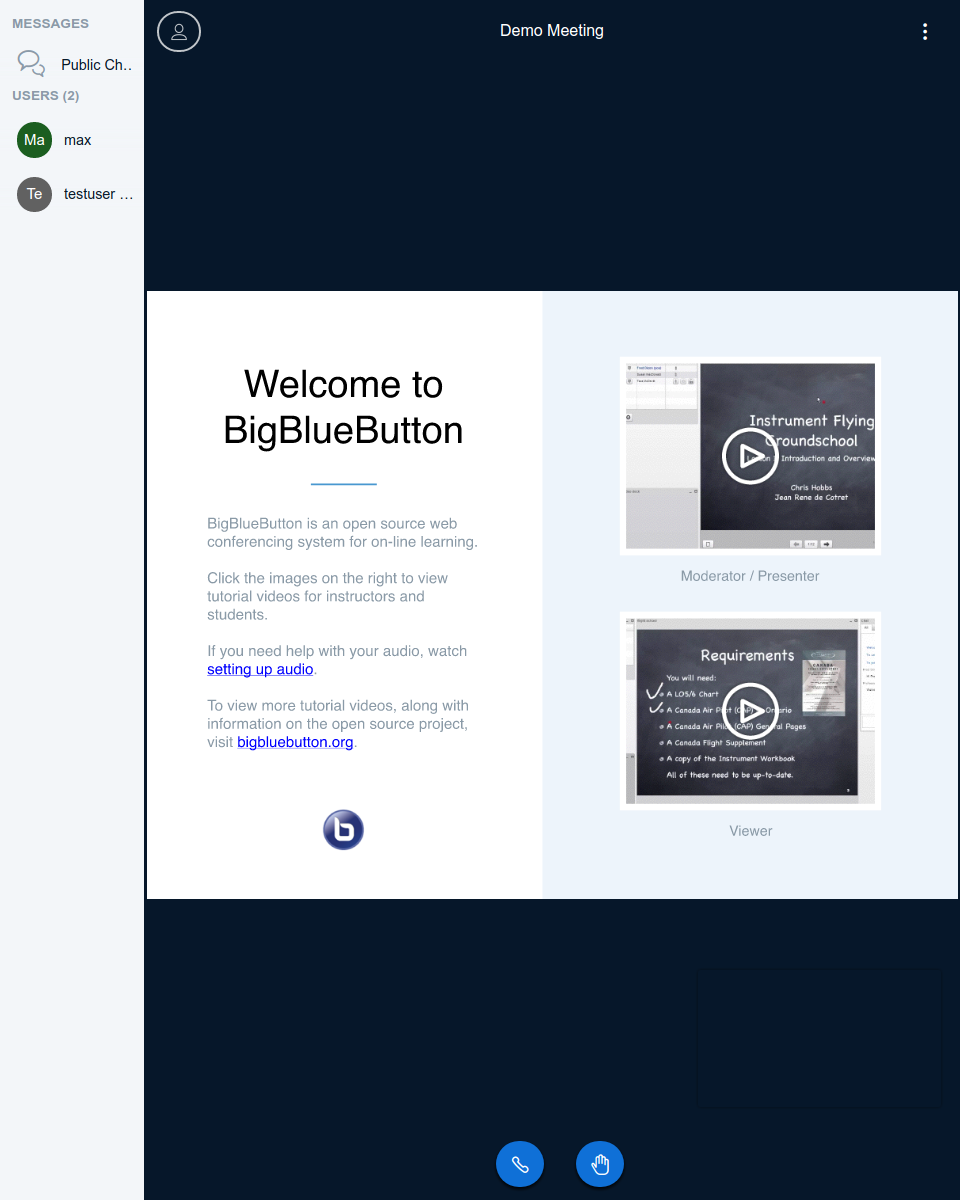 MESSAGES
Public Ch..
USERS (2)
Ma
max
Te
testuser …
Demo Meeting
Welcome to
BigBlueButton
BigBlueButton is an open source web
conferencing system for on-line learning.
Click the images on the right to view
tutorial videos for instructors and
students.
If you need help with your audio, watch
setting up audio.
To view more tutorial videos, along with
information on the open source project,
visit bigbluebutton.org.
b
Instrument Flying
Groundschool
Lesson 1: Introduction and Overview
Chris Hobbs
Jean Rene de Cotret
Moderator / Presenter
Requirements
You will need:
A LO5/6 Chart
A Canada Air Pilot (CAP) Ontario
A Canada Air Pilot (CAP) General Pages
A Canada Flight Supplement
A copy of the Instrument Workbook
All of these need to be up-to-date.
CANADA
Viewer